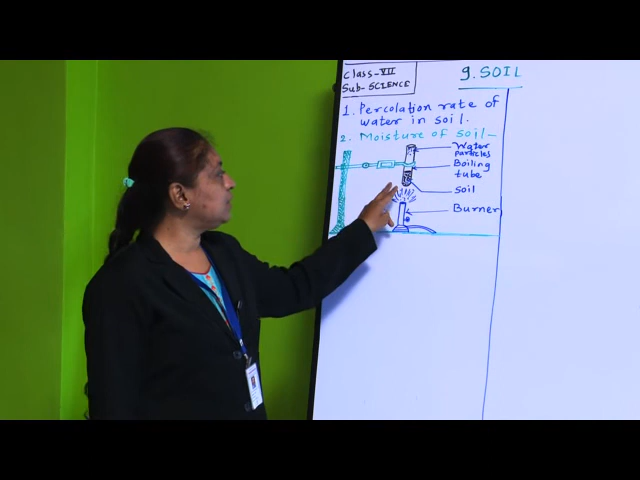 Class-VII
Sub-SCIENCE
9. SOIL
1. Percolation rate of
water in soil.
2. Moisture of soil-
Water
particles
Boiling
tube
soil
Burner